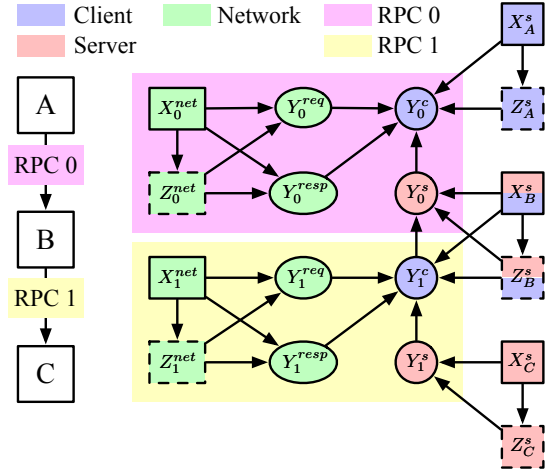 Client Network RPC 0
Server RPC 1
A
RPC 0
B
RPC 1
C
X_0^{net} Y_0^{req} Y_0^c
Z_0^{net} Y_0^{resp} Y_0^s
X_1^{net} Y_1^{req} Y_1^c
Z_1^{net} Y_1^{resp} Y_1^s
X_A^s
Z_A^s
X_B^s
Z_B^s
X_C^s
Z_C^s